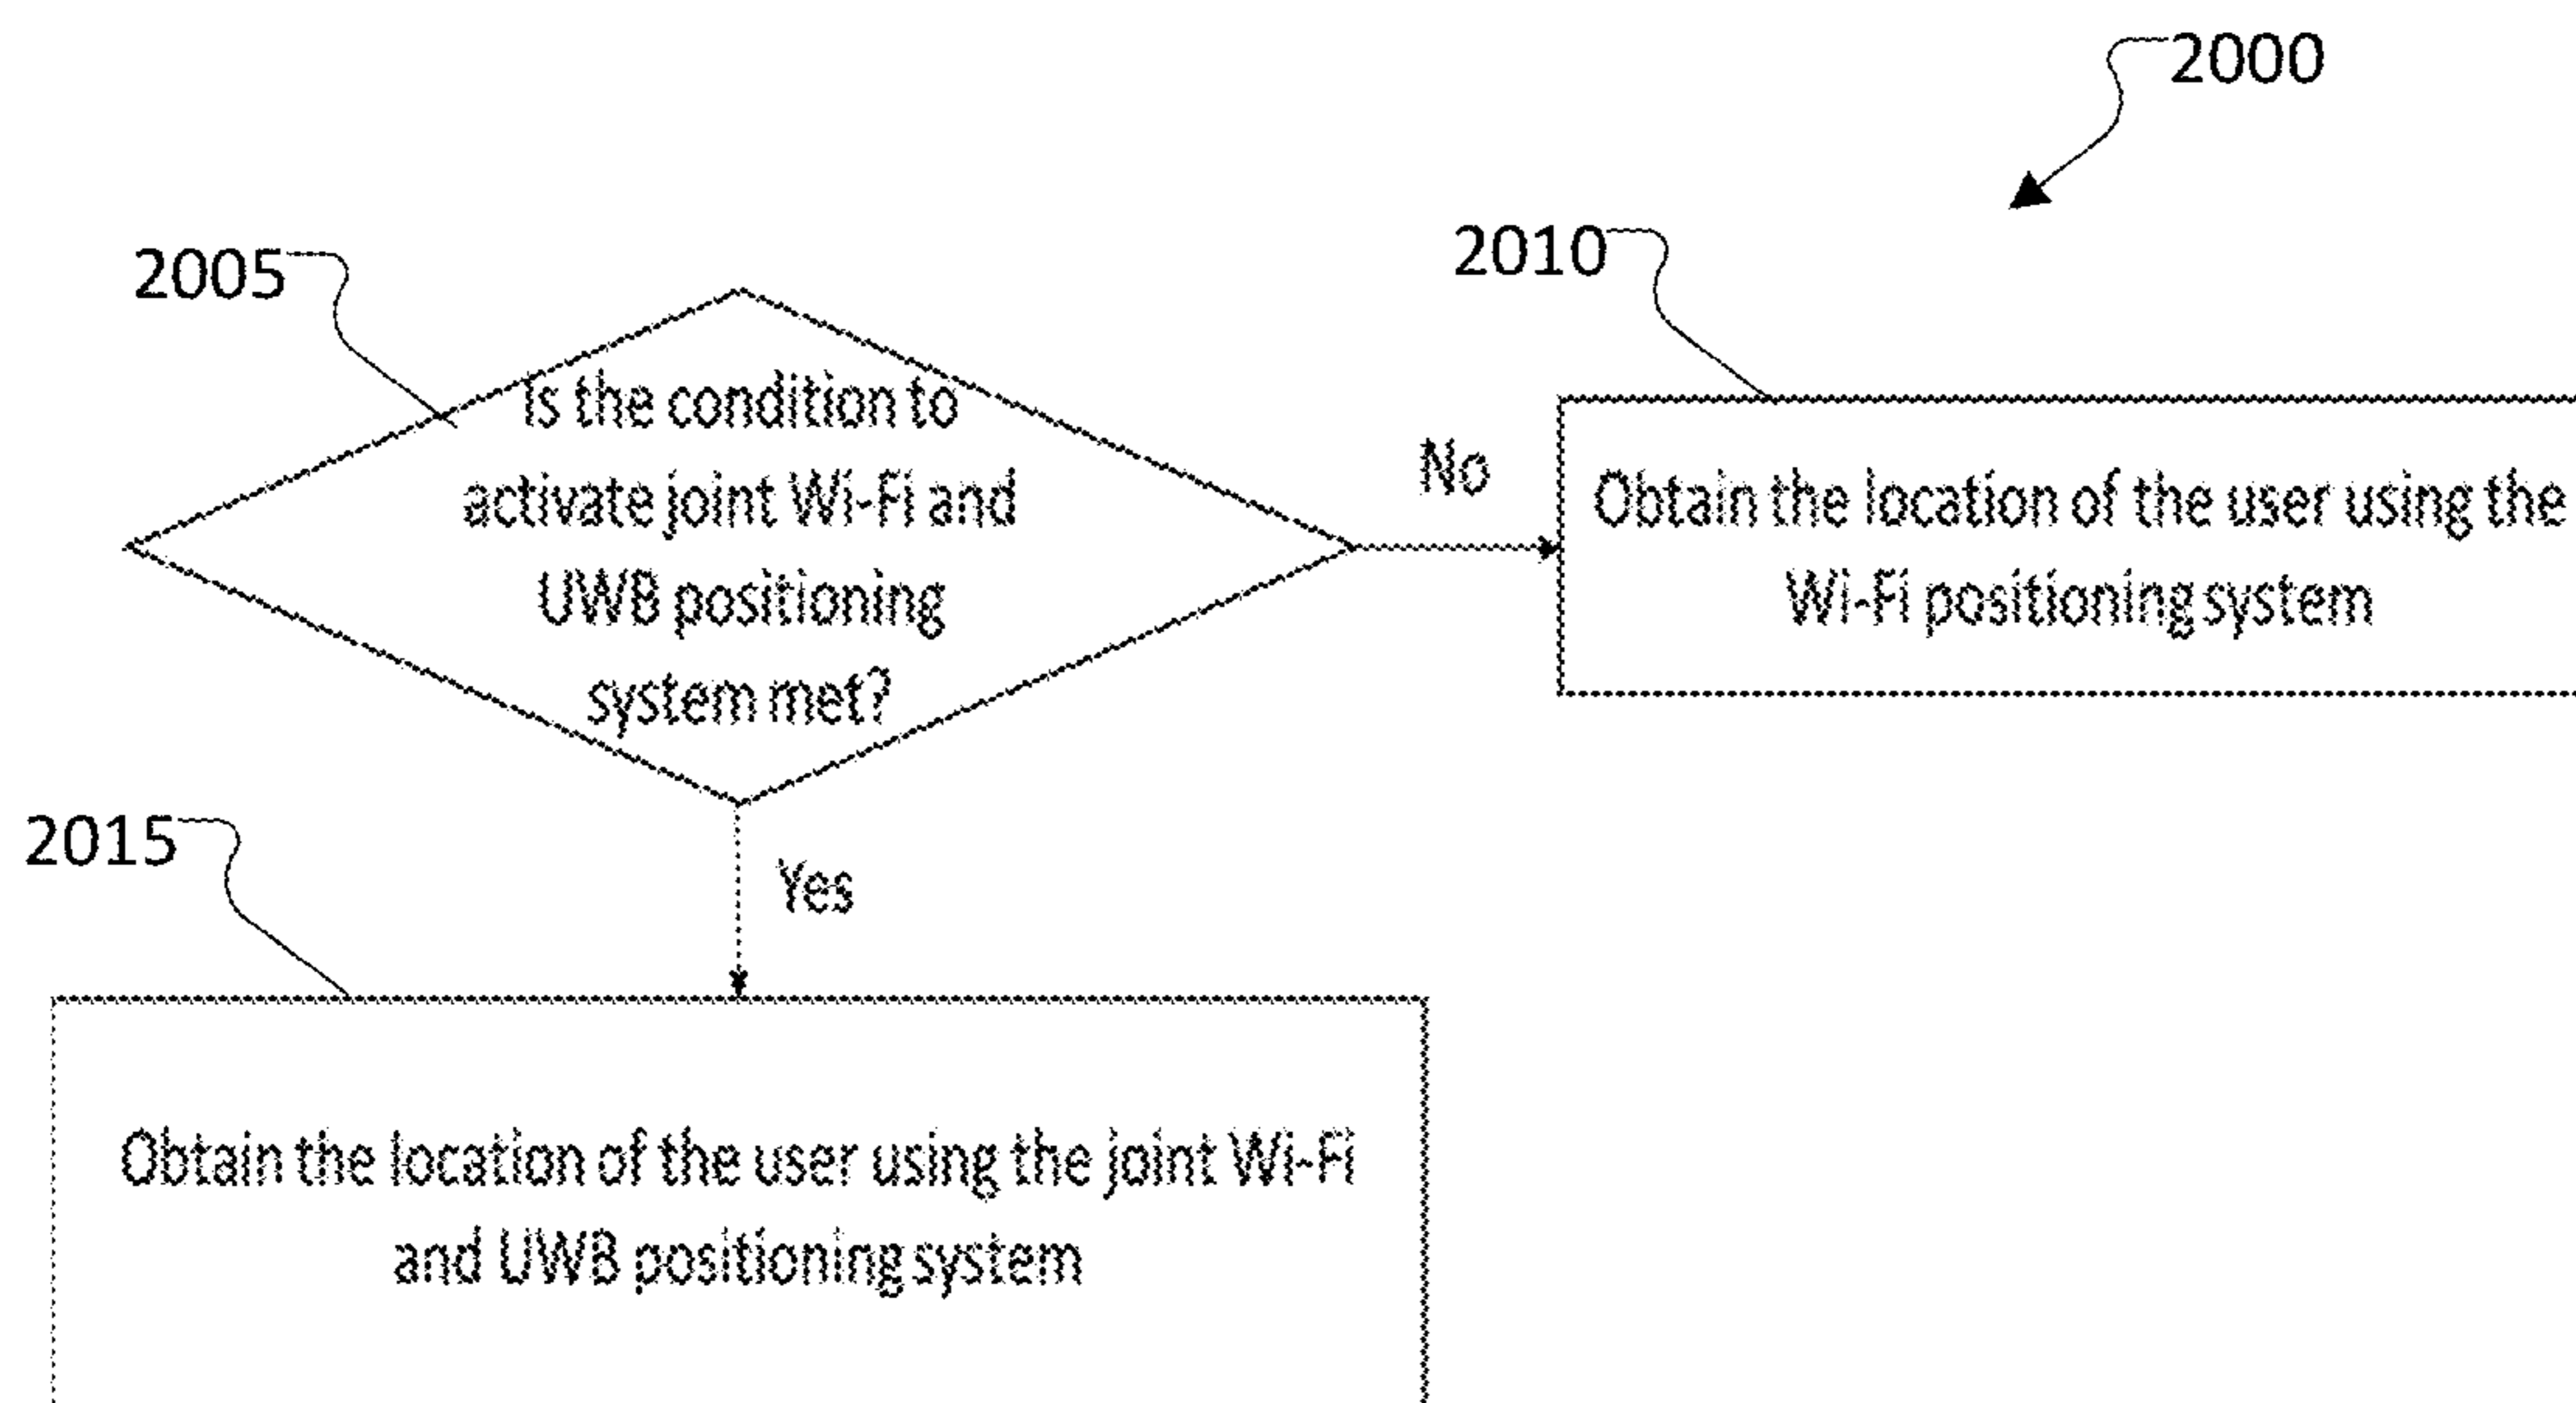 2000
2005
2010
Is the condition to
activate joint Wi-Fi and
UWB positioning
system met?
No
Obtain the location of the user using the
Wi-Fi positioning system
2015
Yes
Obtain the location of the user using the joint Wi-Fi
and UWB positioning system